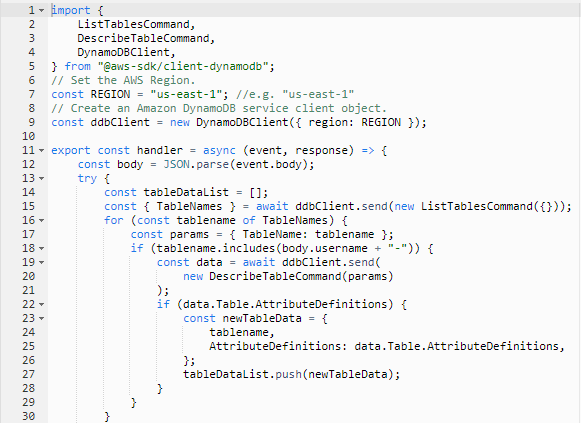 1 import {
2     ListTablesCommand,
3     DescribeTableCommand,
4     DynamoDBClient,
5 } from "@aws-sdk/client-dynamodb";
6 // Set the AWS Region.
7 const REGION = "us-east-1"; //e.g. "us-east-1"
8 // Create an Amazon DynamoDB service client object.
9 const ddbClient = new DynamoDBClient({ region: REGION });
10
11 export const handler = async (event, response) => {
12     const body = JSON.parse(event.body);
13     try {
14         const tableDataList = [];
15         const { TableNames } = await ddbClient.send(new ListTablesCommand({}));
16         for (const tablename of TableNames) {
17             const params = { TableName: tablename };
18             if (tablename.includes(body.username + "-")) {
19                 const data = await ddbClient.send(
20                     new DescribeTableCommand(params)
21                 );
22                 if (data.Table.AttributeDefinitions) {
23                     const newTableData = {
24                         tablename,
25                         AttributeDefinitions: data.Table.AttributeDefinitions,
26                     };
27                     tableDataList.push(newTableData);
28                 }
29             }
30         }